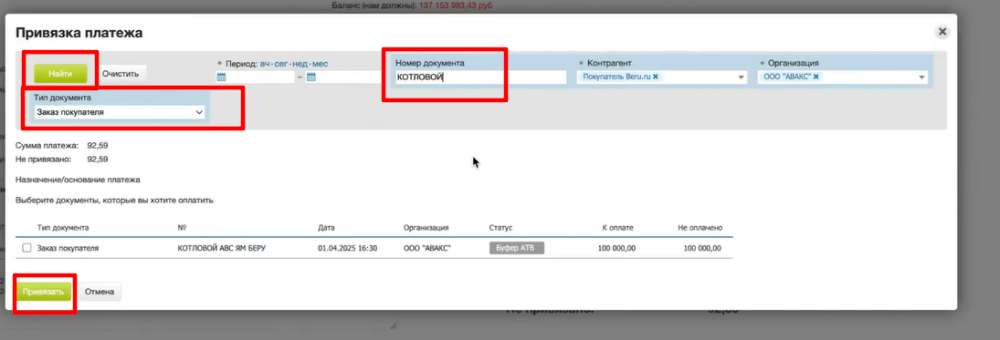 Баланс (нам должны): 137 153 993,43 руб
Привязка платежа
Найти Очистить
* Период: вч·сег·нед·мес
–
Номер документа
КОТЛОВОЙ
* Контрагент
Покупатель Beru.ru ×
* Организация
ООО "АВАКС" ×
Тип документа
Заказ покупателя
Сумма платежа: 92,59
Не привязано: 92,59
Назначение/основание платежа
Выберите документы, которые вы хотите оплатить
Тип документа № Дата Организация Статус К оплате Не оплачено
Заказ покупателя КОТЛОВОЙ АВС ЯМ БЕРУ 01.04.2025 16:30 ООО "АВАКС" Буфер АТВ 100 000,00 100 000,00
Привязать Отмена